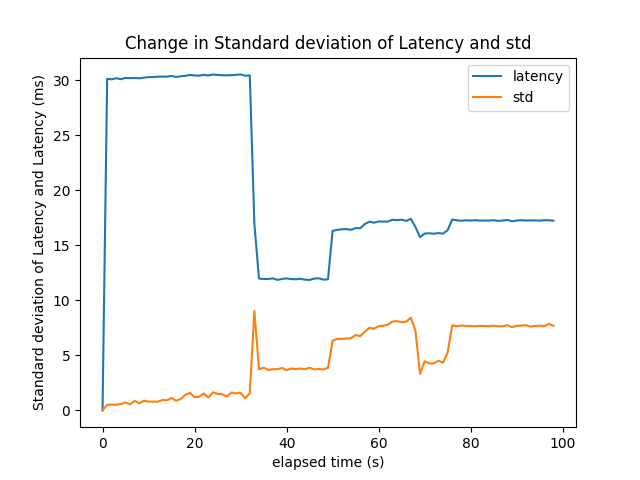 Change in Standard deviation of Latency and std
Standard deviation of Latency and Latency (ms)
30
25
20
15
10
5
0
latency
std
0 20 40 60 80 100
elapsed time (s)